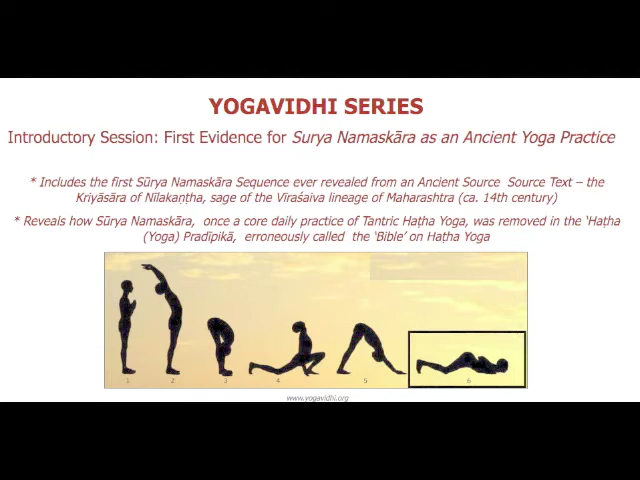 YOGAVIDHI SERIES
Introductory Session: First Evidence for Surya Namaskāra as an Ancient Yoga Practice
* Includes the first Sūrya Namaskāra Sequence ever revealed from an Ancient Source Source Text – the
Kriyāsāra of Nīlakaṇṭha, sage of the Vīraśaiva lineage of Maharashtra (ca. 14th century)
* Reveals how Sūrya Namaskāra, once a core daily practice of Tantric Haṭha Yoga, was removed in the ‘Haṭha
(Yoga) Pradīpikā, erroneously called the ‘Bible’ on Haṭha Yoga
1 2 3 4 5 6
www.yogavidhi.org